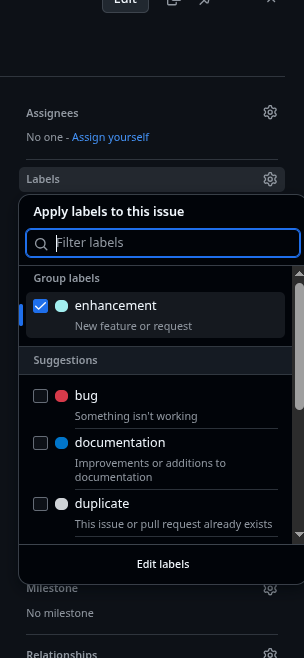 Edit
Assignees
No one - Assign yourself
Labels
Apply labels to this issue
Filter labels
Group labels
enhancement
New feature or request
Suggestions
bug
Something isn't working
documentation
Improvements or additions to
documentation
duplicate
This issue or pull request already exists
Edit labels
Milestone
No milestone
Relationships